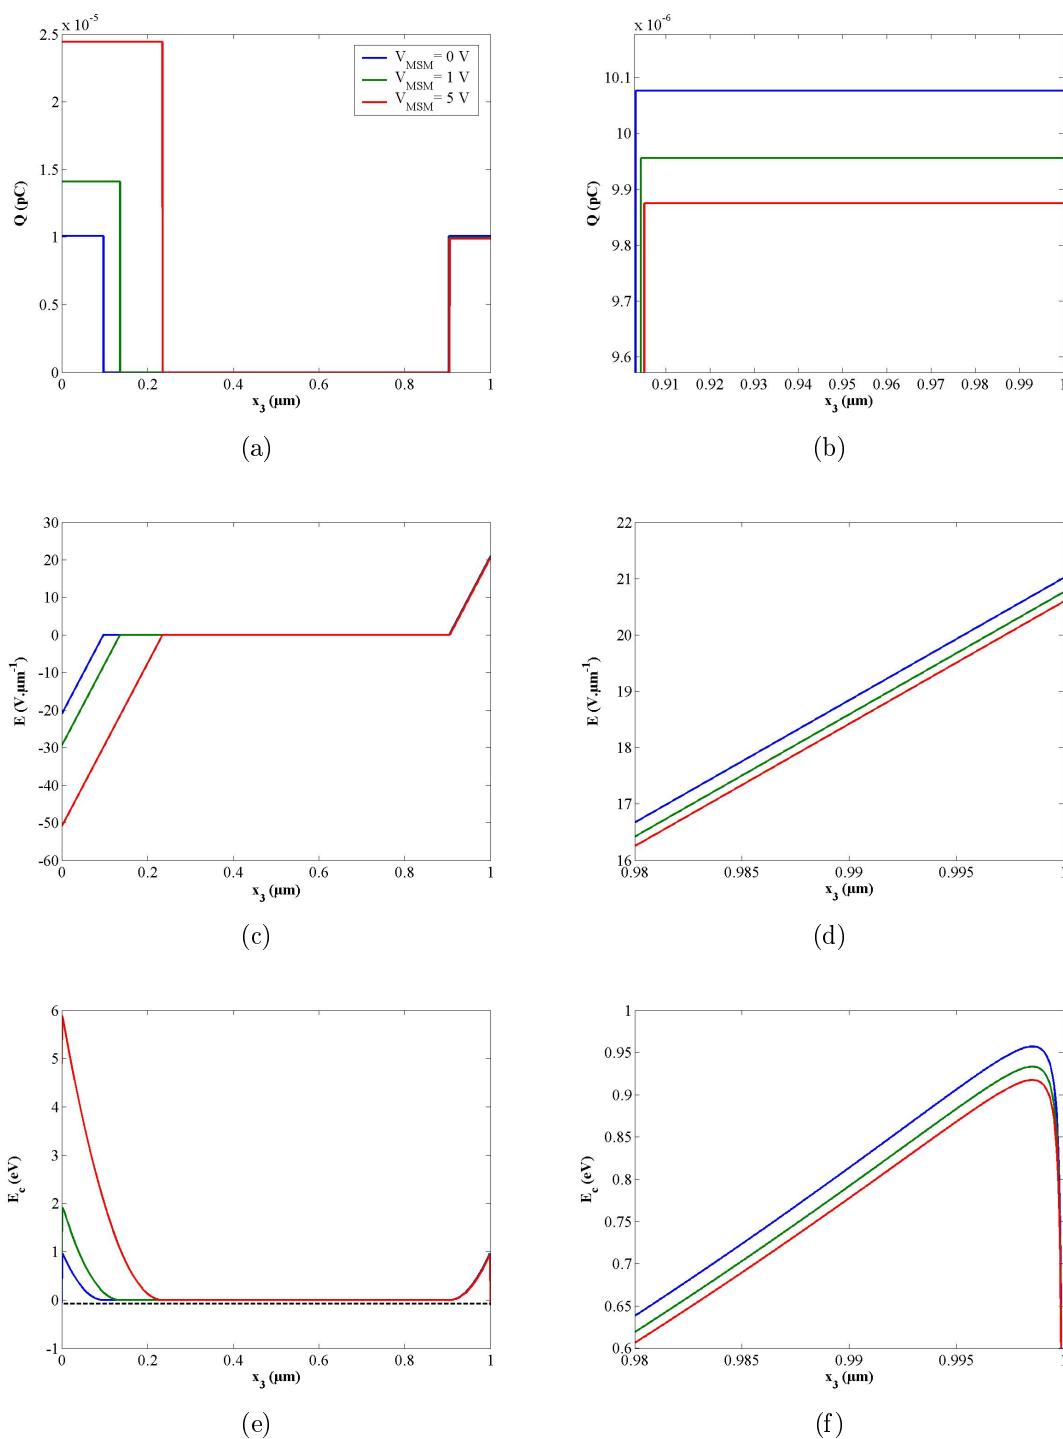 x 10^-5
2.5
2
1.5
1
0.5
0
0 0.2 0.4 0.6 0.8 1
Q (pC)
x_3 (µm)
V_MSM= 0 V
V_MSM= 1 V
V_MSM= 5 V
(a)
x 10^-6
10.1
10
9.9
9.8
9.7
9.6
0.91 0.92 0.93 0.94 0.95 0.96 0.97 0.98 0.99 1
Q (pC)
x_3 (µm)
(b)
30
20
10
0
-10
-20
-30
-40
-50
-60
0 0.2 0.4 0.6 0.8 1
E (V.µm^-1)
x_3 (µm)
(c)
22
21
20
19
18
17
16
0.98 0.985 0.99 0.995 1
E (V.µm^-1)
x_3 (µm)
(d)
6
5
4
3
2
1
0
-1
0 0.2 0.4 0.6 0.8 1
E_c (eV)
x_3 (µm)
(e)
1
0.95
0.9
0.85
0.8
0.75
0.7
0.65
0.6
0.98 0.985 0.99 0.995 1
E_c (eV)
x_3 (µm)
(f)